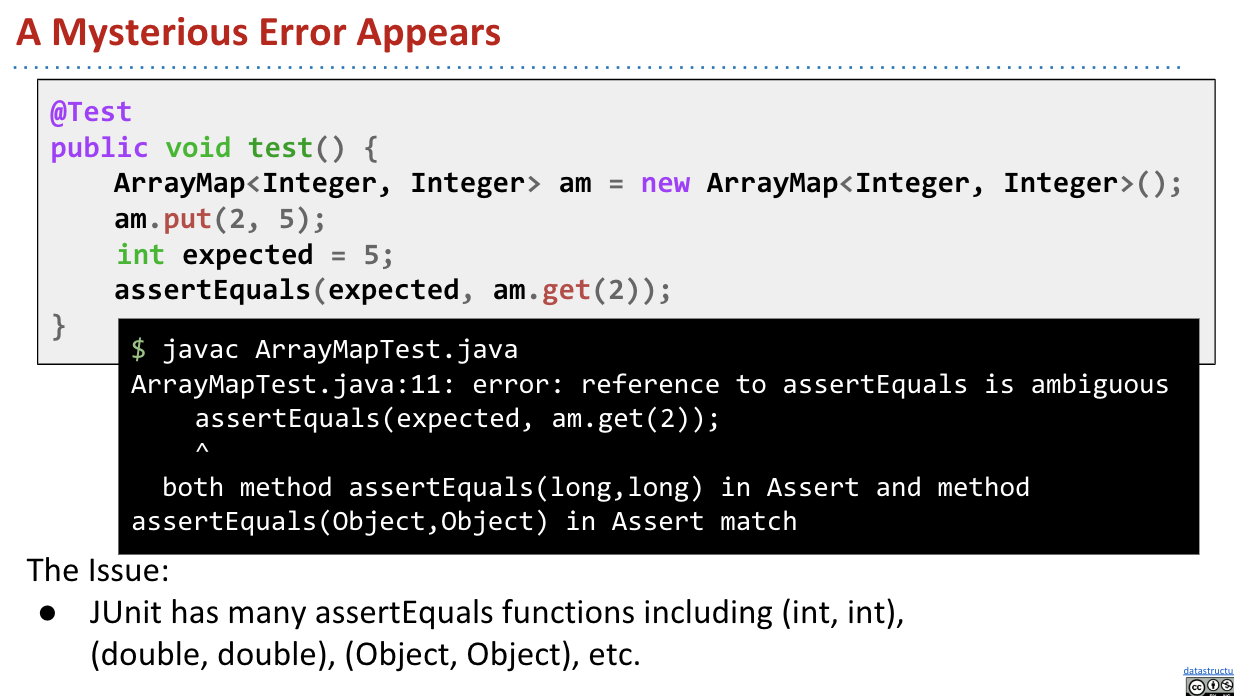 A Mysterious Error Appears
@Test
public void test() {
    ArrayMap<Integer, Integer> am = new ArrayMap<Integer, Integer>();
    am.put(2, 5);
    int expected = 5;
    assertEquals(expected, am.get(2));
}
$ javac ArrayMapTest.java
ArrayMapTest.java:11: error: reference to assertEquals is ambiguous
    assertEquals(expected, am.get(2));
    ^
  both method assertEquals(long,long) in Assert and method
assertEquals(Object,Object) in Assert match
The Issue:
● JUnit has many assertEquals functions including (int, int),
(double, double), (Object, Object), etc.
datastructu
cc